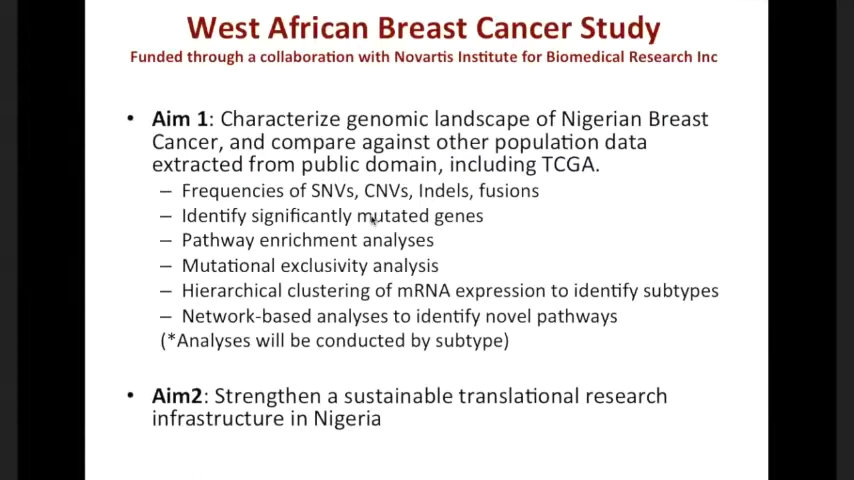 West African Breast Cancer Study
Funded through a collaboration with Novartis Institute for Biomedical Research Inc
• Aim 1: Characterize genomic landscape of Nigerian Breast
Cancer, and compare against other population data
extracted from public domain, including TCGA.
– Frequencies of SNVs, CNVs, Indels, fusions
– Identify significantly mutated genes
– Pathway enrichment analyses
– Mutational exclusivity analysis
– Hierarchical clustering of mRNA expression to identify subtypes
– Network-based analyses to identify novel pathways
(*Analyses will be conducted by subtype)
• Aim2: Strengthen a sustainable translational research
infrastructure in Nigeria